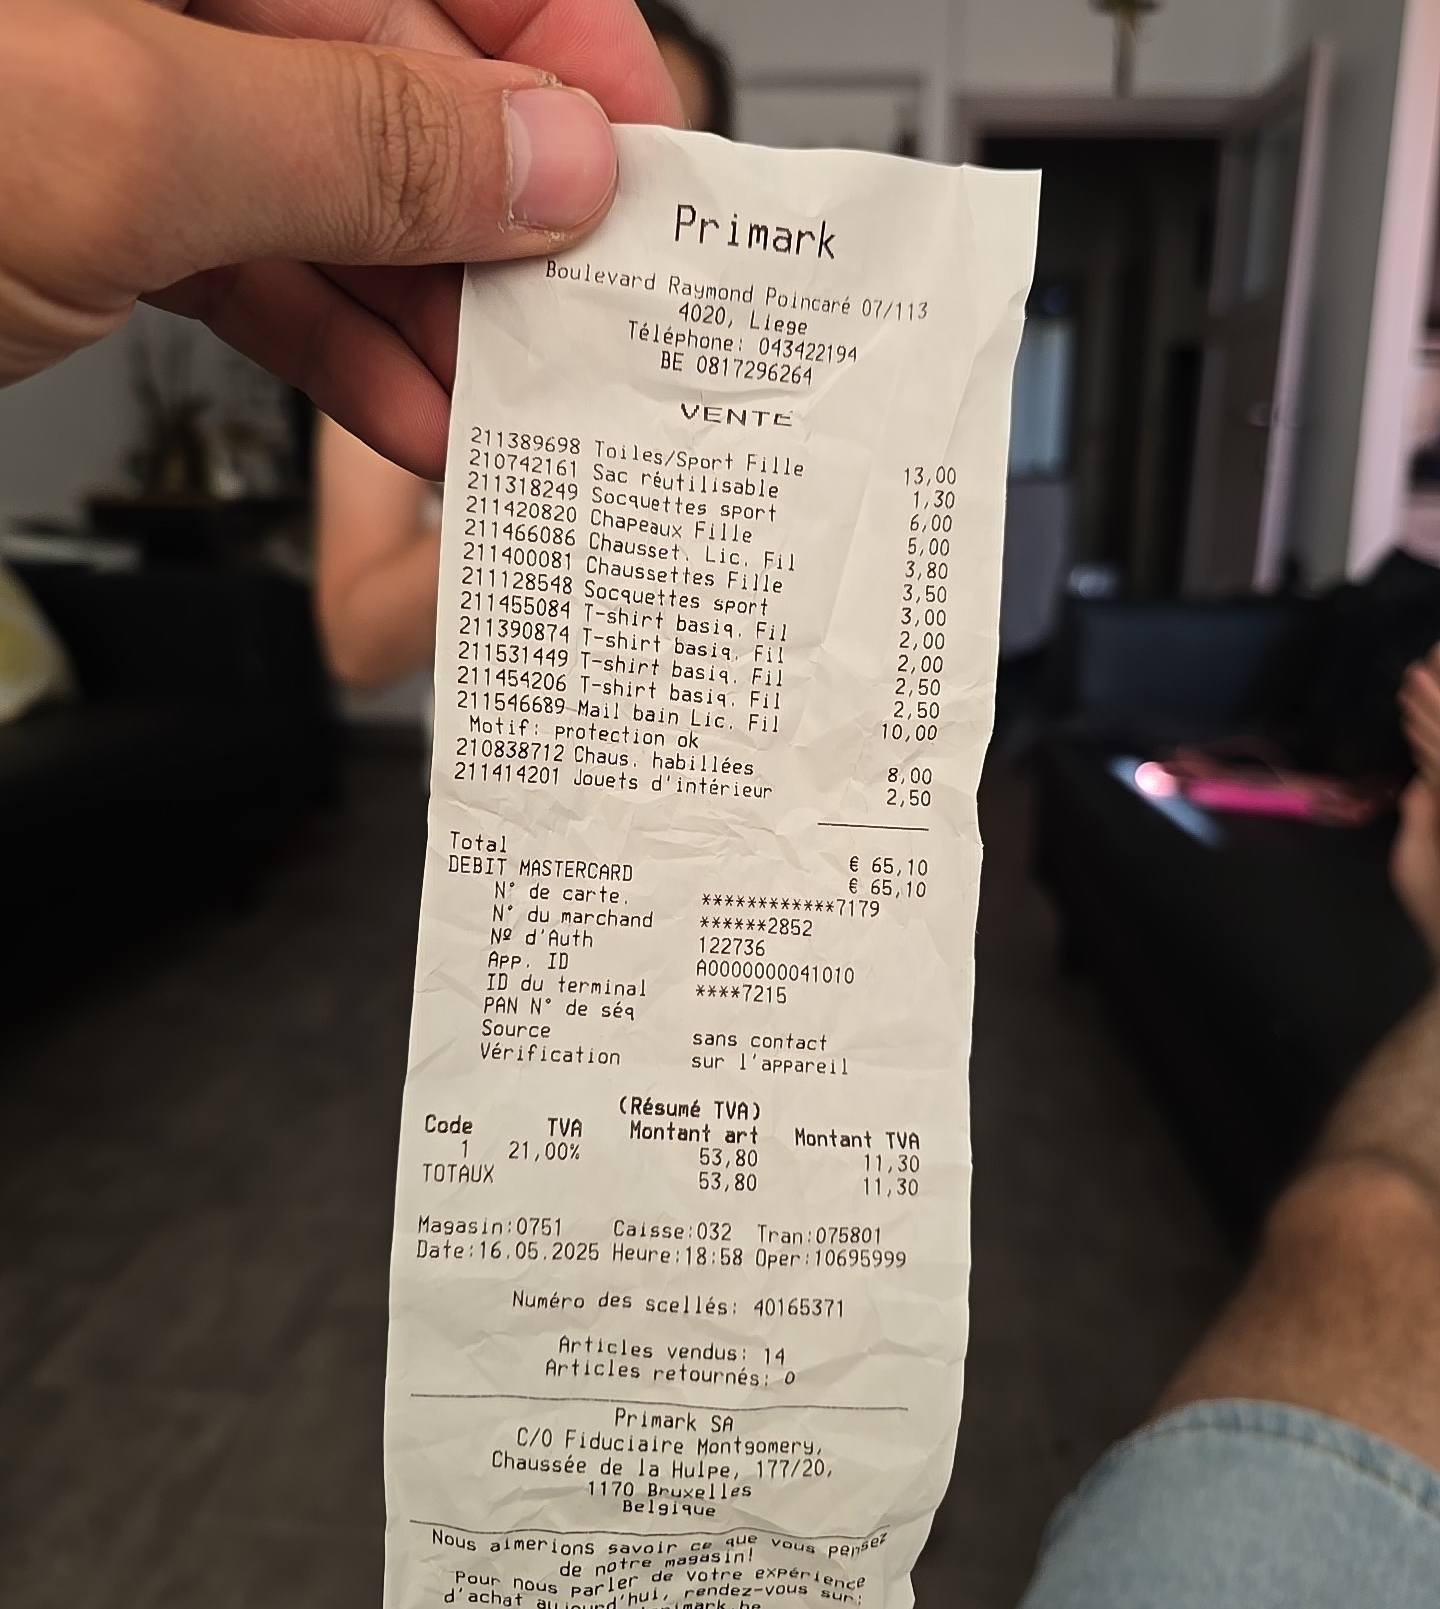 Primark
Boulevard Raymond Poincaré 07/113
4020, Liege
Téléphone: 043422194
BE 0817296264
VENTE
211389698 Toiles/Sport Fille 13,00
210742161 Sac réutilisable 1,30
211318249 Socquettes sport 6,00
211420820 Chapeaux Fille 5,00
211466086 Chausset. Lic. Fil 3,80
211400081 Chaussettes Fille 3,50
211128548 Socquettes sport 3,00
211455084 T-shirt basiq. Fil 2,00
211390874 T-shirt basiq. Fil 2,00
211531449 T-shirt basiq. Fil 2,50
211454206 T-shirt basiq. Fil 2,50
211546689 Mail bain Lic. Fil 10,00
Motif: protection ok
210838712 Chaus. habillées 8,00
211414201 Jouets d'intérieur 2,50
Total € 65,10
DEBIT MASTERCARD € 65,10
N° de carte. ************7179
N° du marchand ******2852
Nº d'Auth 122736
App. ID A0000000041010
ID du terminal ****7215
PAN N° de séq
Source sans contact
Vérification sur l'appareil
(Résumé TVA)
Code TVA Montant art Montant TVA
1 21,00% 53,80 11,30
TOTAUX 53,80 11,30
Magasin:0751 Caisse:032 Tran:075801
Date:16.05.2025 Heure:18:58 Oper:10695999
Numéro des scellés: 40165371
Articles vendus: 14
Articles retournés: 0
Primark SA
C/O Fiduciaire Montgomery,
Chaussée de la Hulpe, 177/20,
1170 Bruxelles
Belgique
Nous aimerions savoir ce que vous pensez
de notre magasin!
Pour nous parler de votre expérience
d'achat aujourd'hui, rendez-vous sur: